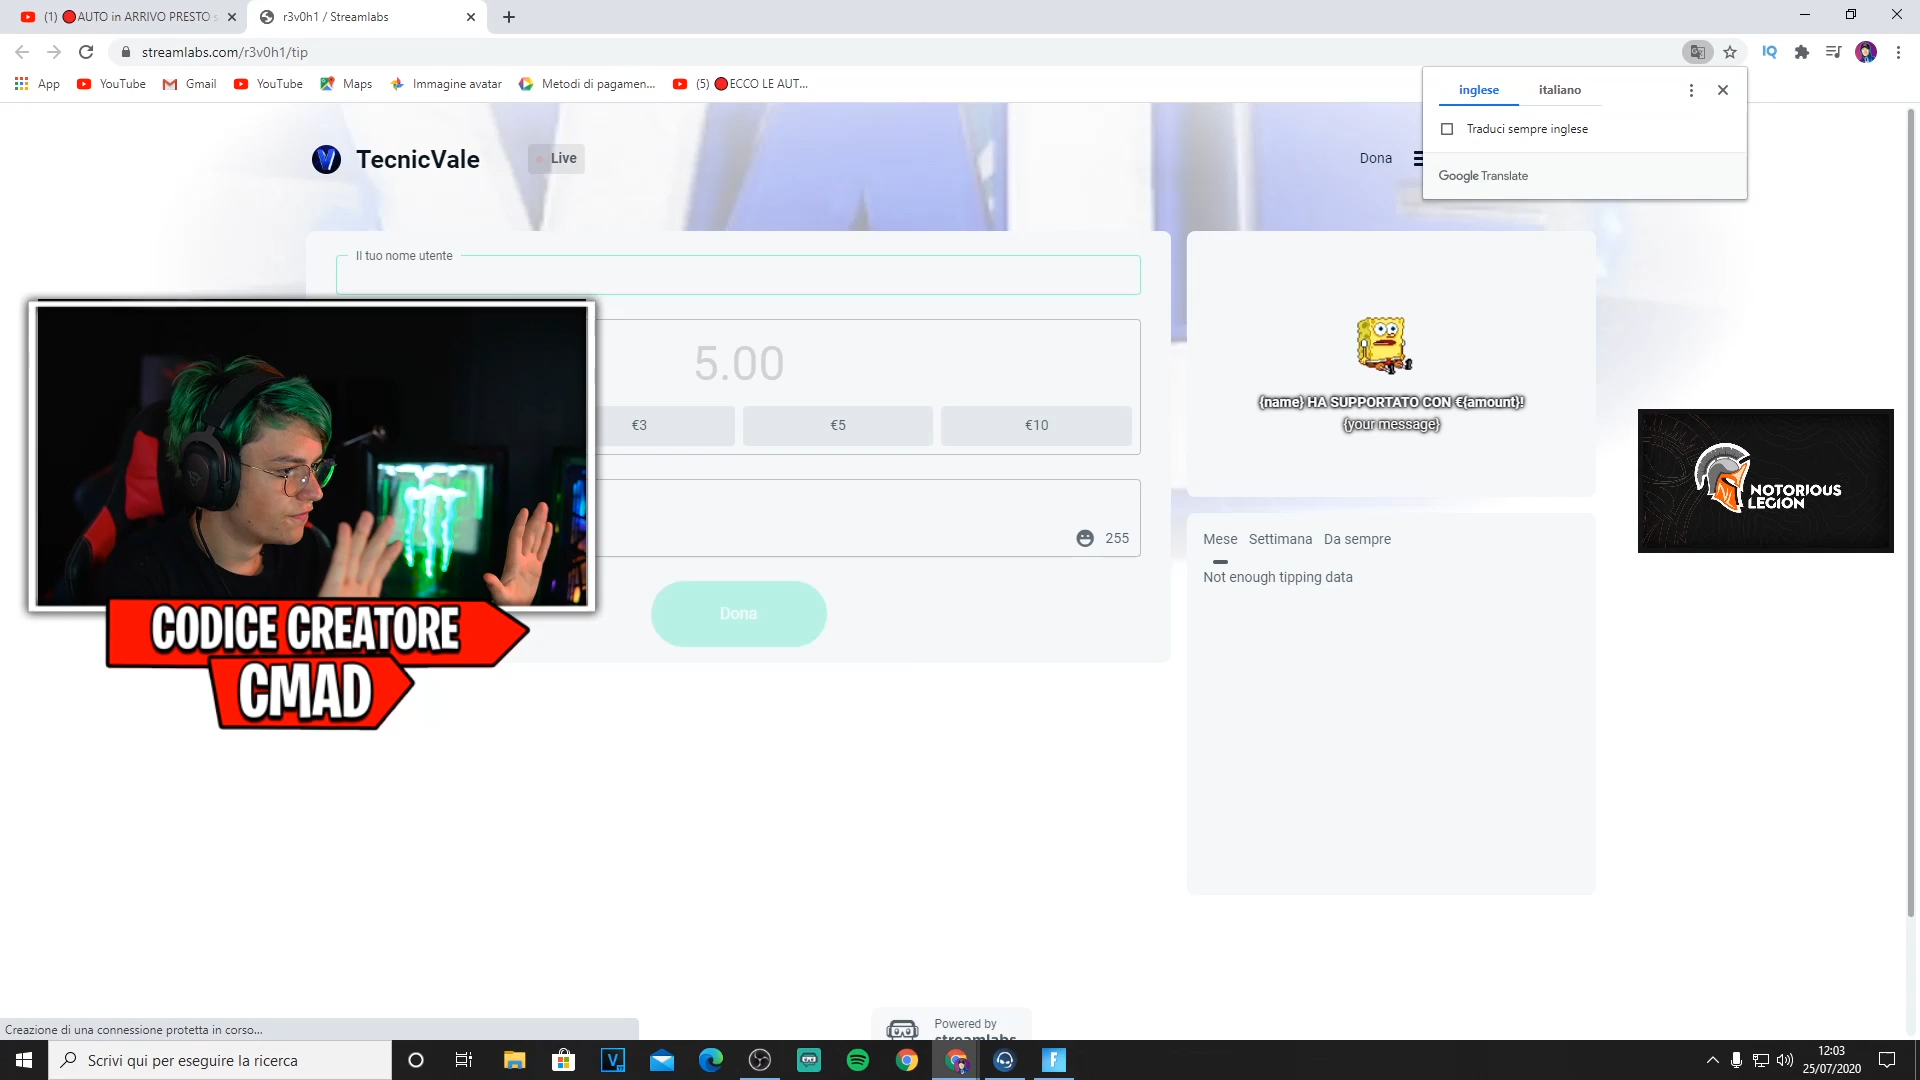 (1) 🔴AUTO in ARRIVO PRESTO s
r3v0h1 / Streamlabs
streamlabs.com/r3v0h1/tip
IQ
App
YouTube
Gmail
YouTube
Maps
Immagine avatar
Metodi di pagamen...
(5) 🔴ECCO LE AUT...
inglese
italiano
Traduci sempre inglese
Google Translate
TecnicVale
Live
Dona
Il tuo nome utente
5.00
€3
€5
€10
255
Dona
{name} HA SUPPORTATO CON €{amount}!
{your message}
Mese Settimana Da sempre
Not enough tipping data
NOTORIOUS
LEGION
CODICE CREATORE
CMAD
Powered by
streamlabs
Creazione di una connessione protetta in corso...
Scrivi qui per eseguire la ricerca
12:03
25/07/2020